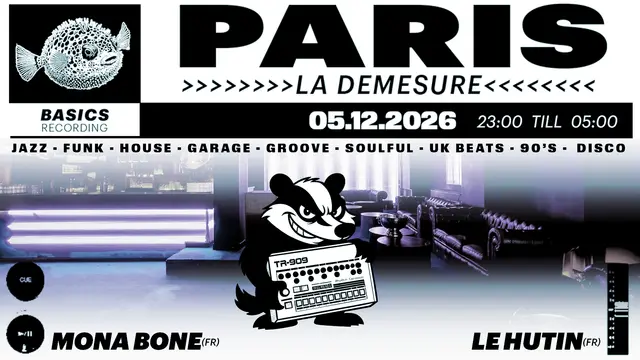 PARIS
>>>>>>>>LA DEMESURE<<<<<<<<
BASICS
RECORDING
05.12.2026 23:00 TILL 05:00
JAZZ - FUNK - HOUSE - GARAGE - GROOVE - SOULFUL - UK BEATS - 90'S - DISCO
TR-909
CUE
MONA BONE(FR)
LE HUTIN(FR)